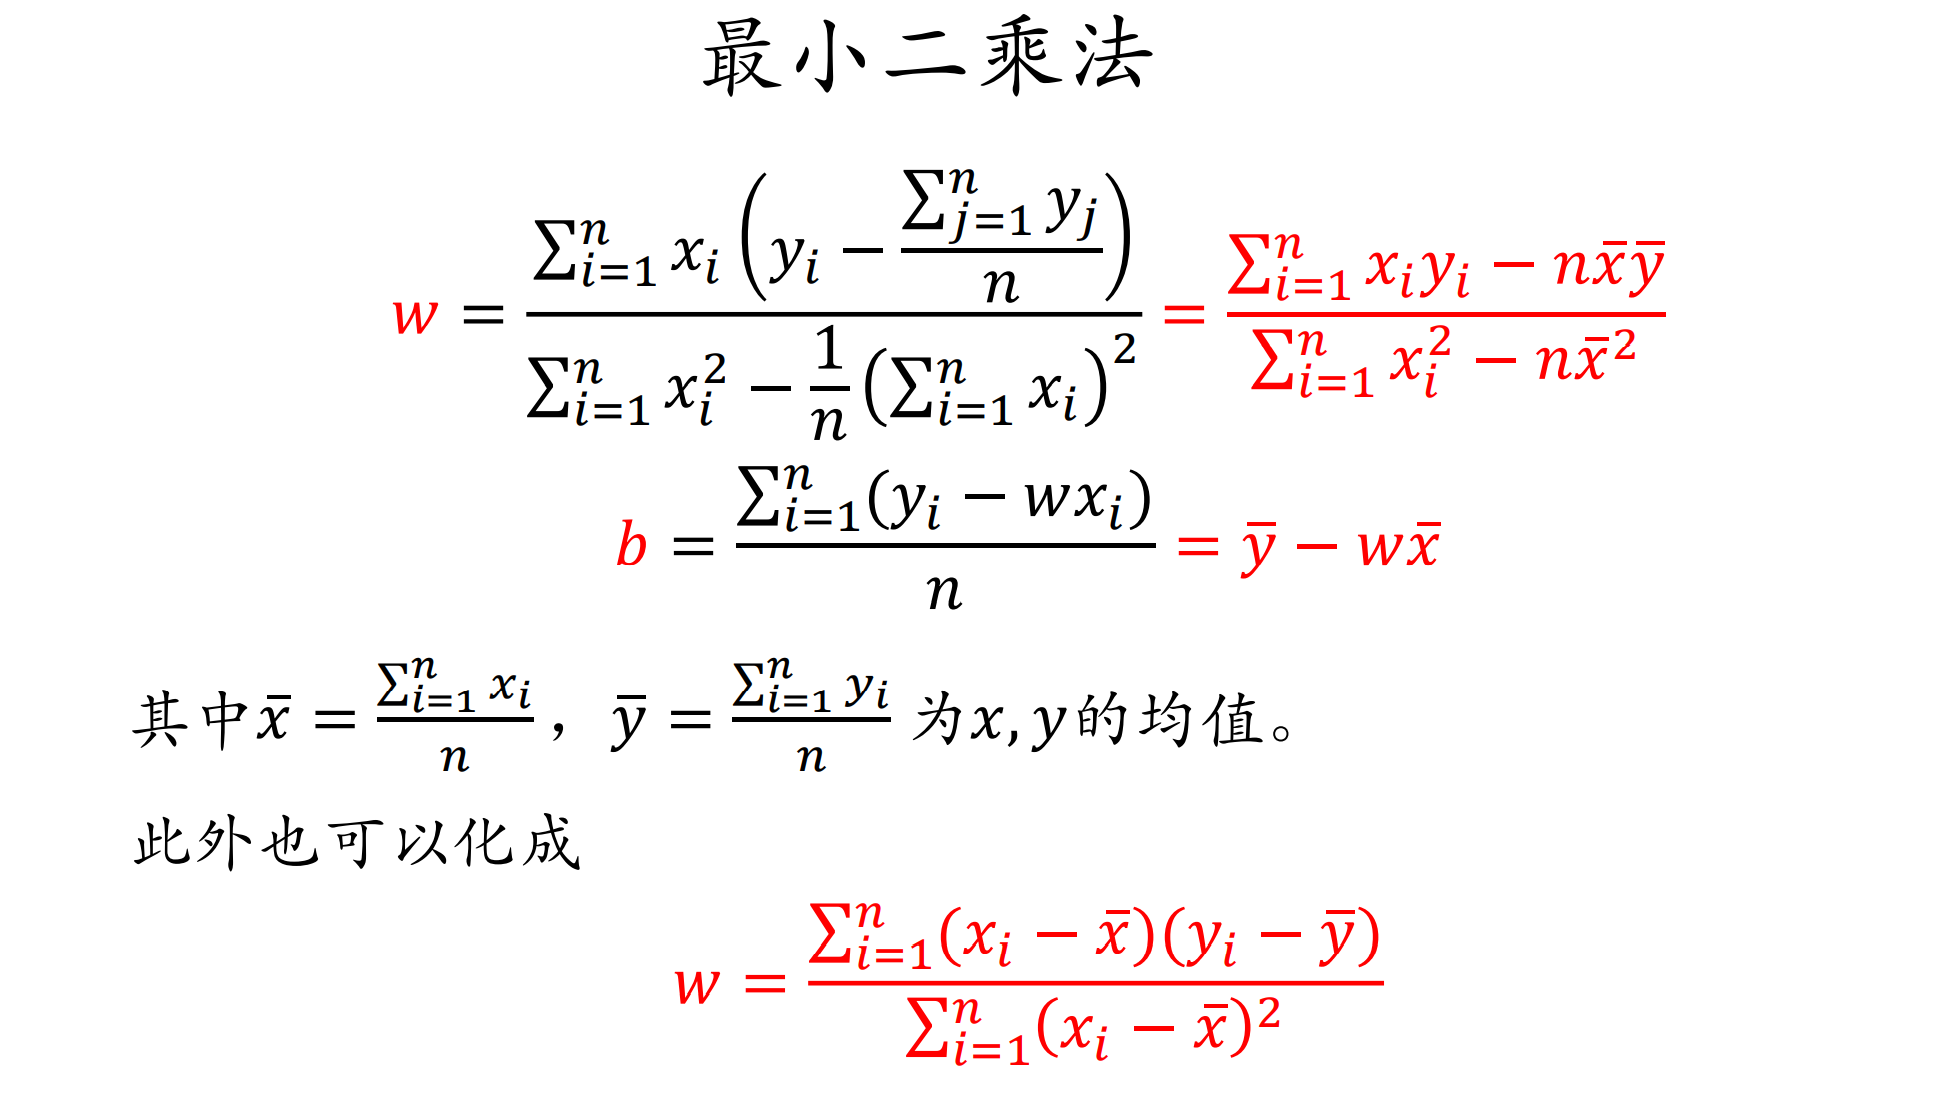 最小二乘法
$w = \frac{\sum_{i=1}^{n} x_i \left( y_i - \frac{\sum_{j=1}^{n} y_j}{n} \right)}{\sum_{i=1}^{n} x_i^2 - \frac{1}{n} \left( \sum_{i=1}^{n} x_i \right)^2} = \frac{\sum_{i=1}^{n} x_i y_i - n\bar{x}\bar{y}}{\sum_{i=1}^{n} x_i^2 - n\bar{x}^2}$
$b = \frac{\sum_{i=1}^{n} (y_i - wx_i)}{n} = \bar{y} - w\bar{x}$
其中$\bar{x} = \frac{\sum_{i=1}^{n} x_i}{n}$，$\bar{y} = \frac{\sum_{i=1}^{n} y_i}{n}$为$x, y$的均值。
此外也可以化成
$w = \frac{\sum_{i=1}^{n} (x_i - \bar{x})(y_i - \bar{y})}{\sum_{i=1}^{n} (x_i - \bar{x})^2}$